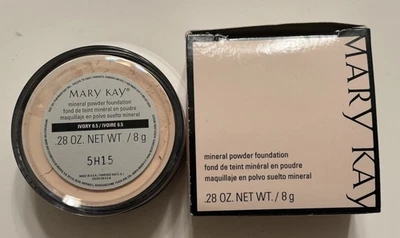 MARY KAY®
mineral powder foundation
fond de teint minéral en poudre
maquillaje en polvo suelto mineral
IVORY 0.5 / IVOIRE 0.5
.28 OZ. NET WT. / 8 g
5H15
MARY KAY
mineral powder foundation
fond de teint minéral en poudre
maquillaje en polvo suelto mineral
.28 OZ. NET WT. / 8 g